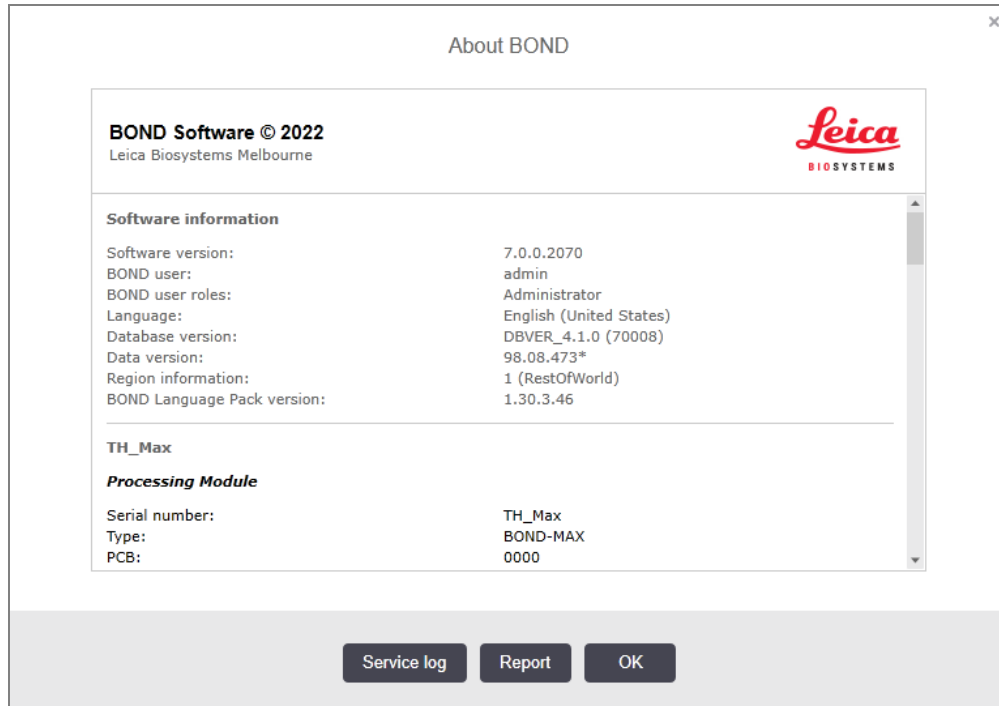 About BOND
BOND Software © 2022
Leica Biosystems Melbourne
Leica
BIOSYSTEMS
Software information
Software version: 7.0.0.2070
BOND user: admin
BOND user roles: Administrator
Language: English (United States)
Database version: DBVER_4.1.0 (70008)
Data version: 98.08.473*
Region information: 1 (RestOfWorld)
BOND Language Pack version: 1.30.3.46
TH_Max
Processing Module
Serial number: TH_Max
Type: BOND-MAX
PCB: 0000
Service log Report OK